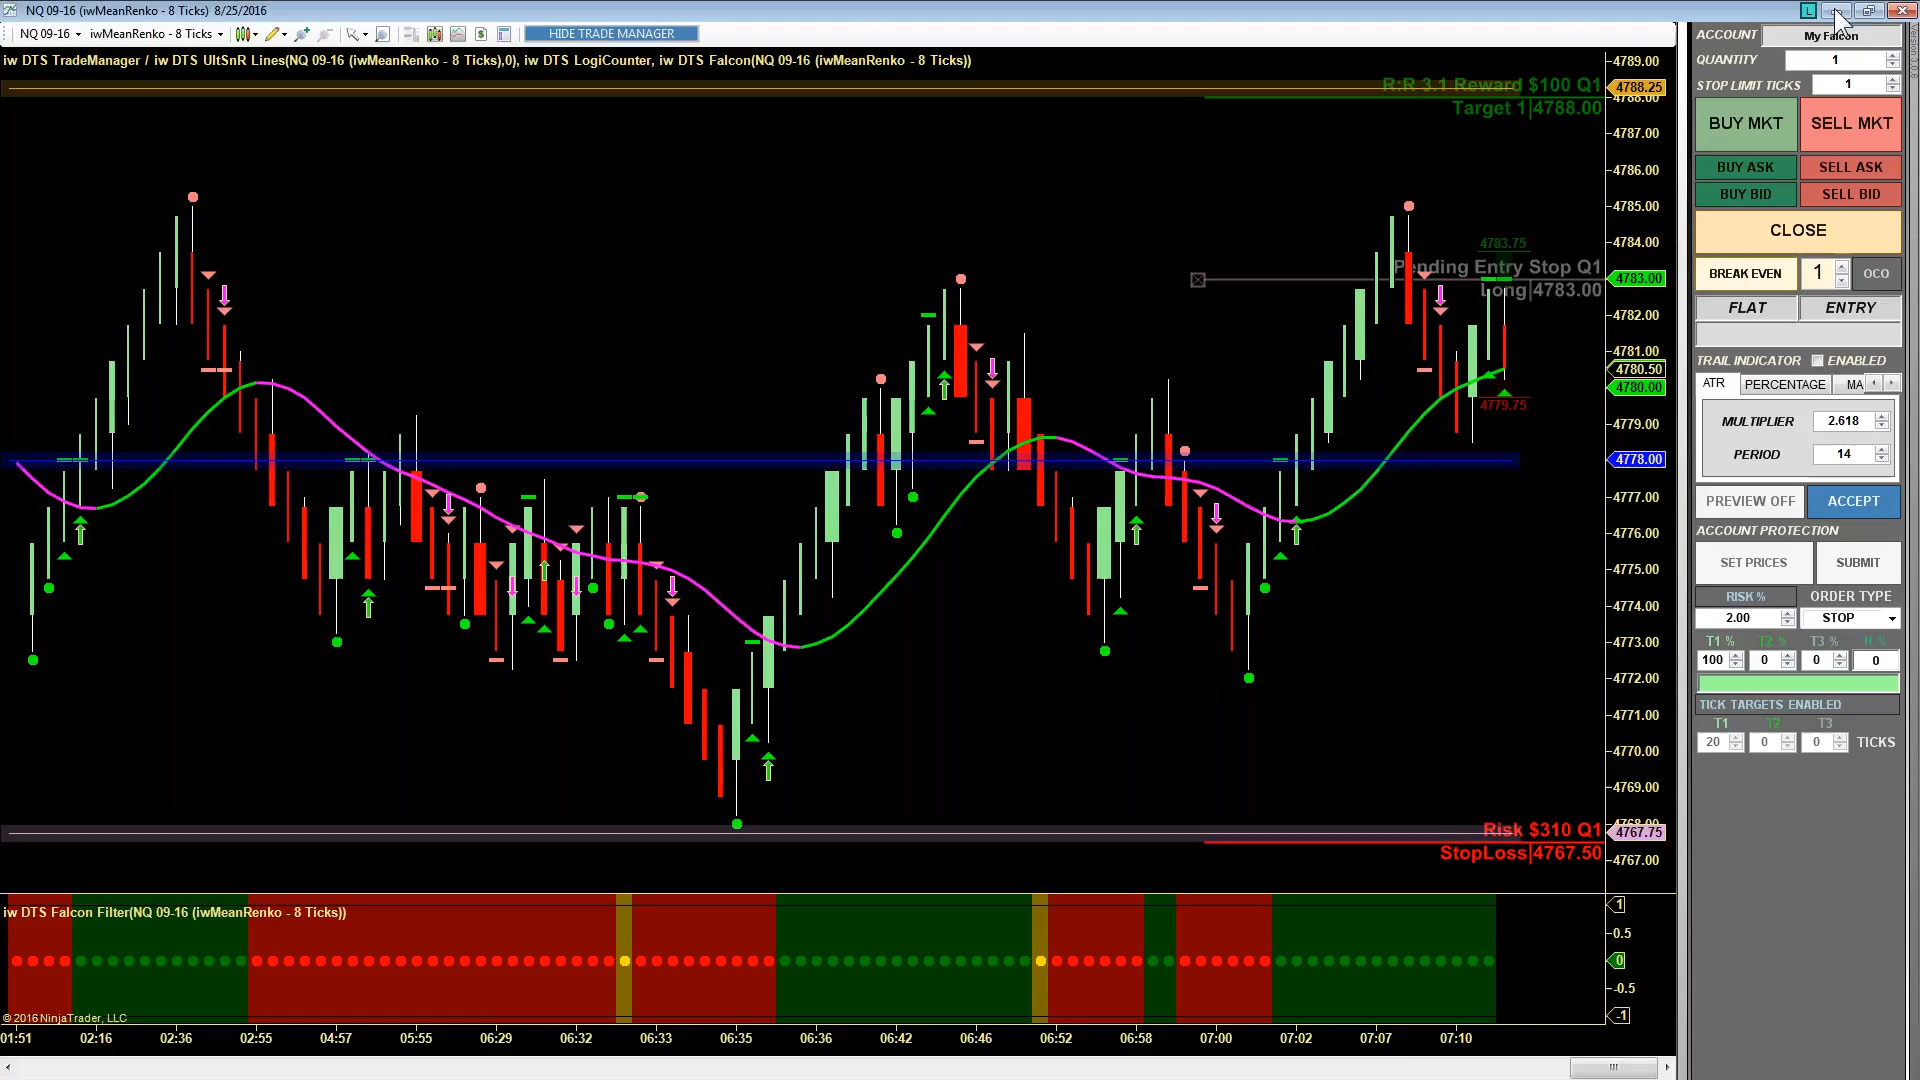 NQ 09-16 (iwMeanRenko - 8 Ticks) 8/25/2016
L
NQ 09-16 iwMeanRenko - 8 Ticks
$
HIDE TRADE MANAGER
iw DTS TradeManager / iw DTS UltSnR Lines(NQ 09-16 (iwMeanRenko - 8 Ticks),0), iw DTS LogiCounter, iw DTS Falcon(NQ 09-16 (iwMeanRenko - 8 Ticks))
R:R 3.1 Reward $100 Q1
Target 1|4788.00
4783.75
Pending Entry Stop Q1
Long|4783.00
4779.75
Risk $310 Q1
StopLoss|4767.50
4789.00
4788.25
4788.00
4787.00
4786.00
4785.00
4784.00
4783.00
4782.00
4781.00
4780.50
4780.00
4779.00
4778.00
4777.00
4776.00
4775.00
4774.00
4773.00
4772.00
4771.00
4770.00
4769.00
4768.00
4767.75
4767.00
iw DTS Falcon Filter(NQ 09-16 (iwMeanRenko - 8 Ticks))
1
0.5
0
-0.5
-1
© 2016 NinjaTrader, LLC
01:51 02:16 02:36 02:55 04:57 05:55 06:29 06:32 06:33 06:35 06:36 06:42 06:46 06:52 06:58 07:00 07:02 07:07 07:10
ACCOUNT My Falcon
QUANTITY 1
STOP LIMIT TICKS 1
BUY MKT SELL MKT
BUY ASK SELL ASK
BUY BID SELL BID
CLOSE
BREAK EVEN 1 OCO
FLAT ENTRY
TRAIL INDICATOR ENABLED
ATR PERCENTAGE MA
MULTIPLIER 2.618
PERIOD 14
PREVIEW OFF ACCEPT
ACCOUNT PROTECTION
SET PRICES SUBMIT
RISK % ORDER TYPE
2.00 STOP
T1 % T2 % T3 % R %
100 0 0 0
TICK TARGETS ENABLED
T1 T2 T3
20 0 0 TICKS